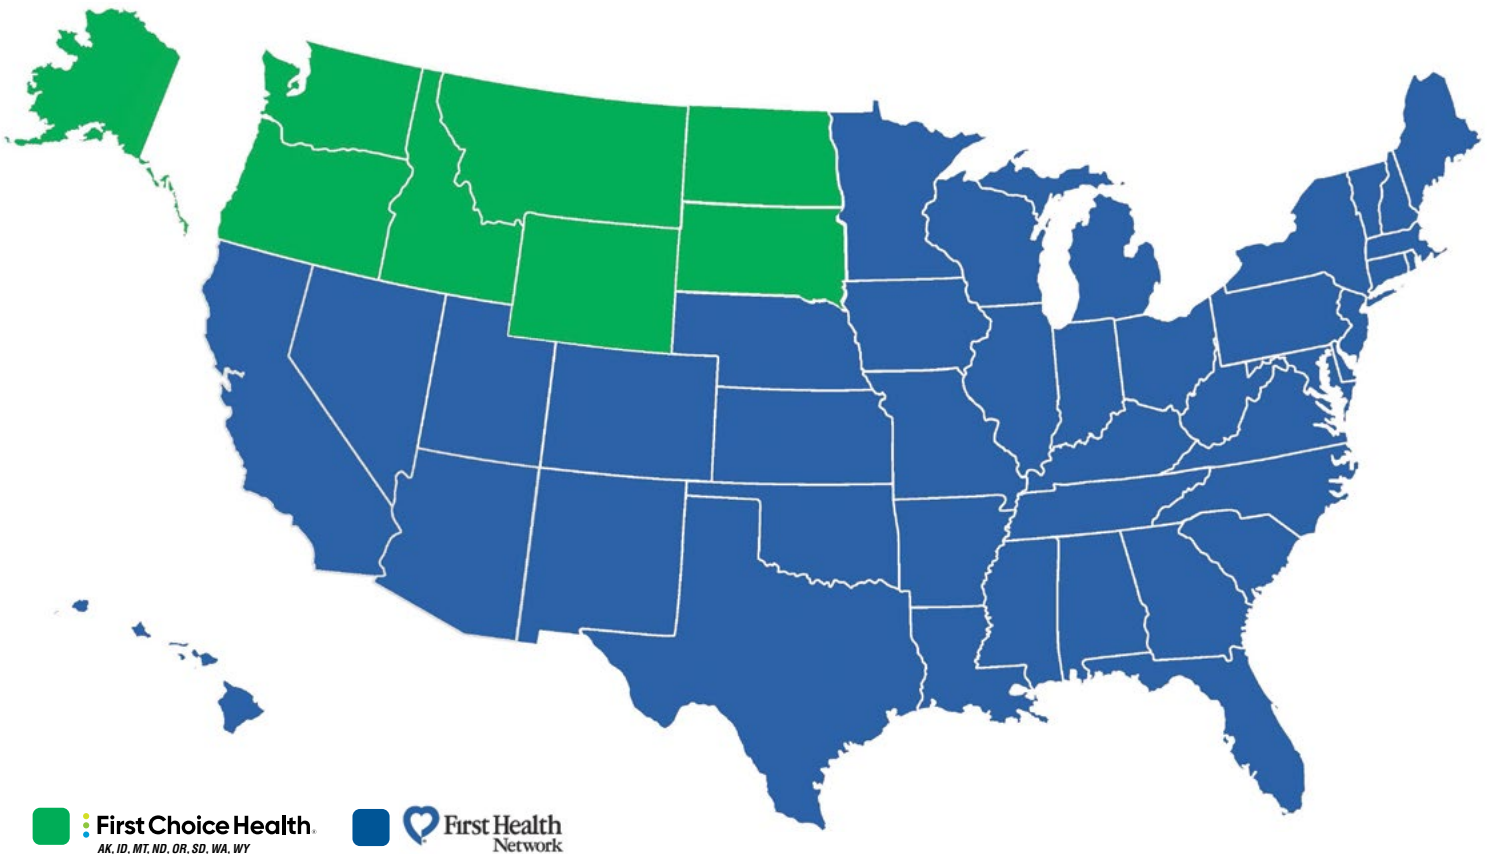 First Choice Health®
AK, ID, MT, ND, OR, SD, WA, WY
First Health
Network